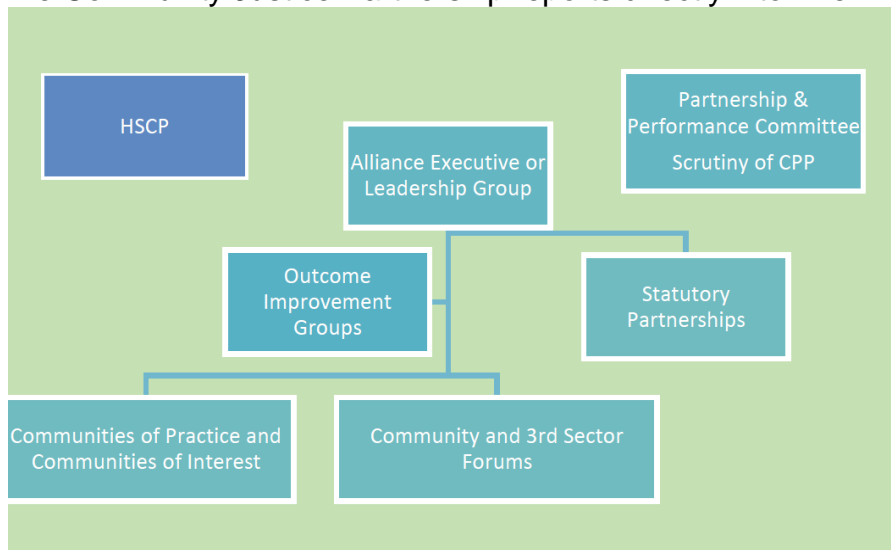 HSCP
Partnership &
Performance Committee
Scrutiny of CPP
Alliance Executive or
Leadership Group
Outcome
Improvement
Groups
Statutory
Partnerships
Communities of Practice and
Communities of Interest
Community and 3rd Sector
Forums